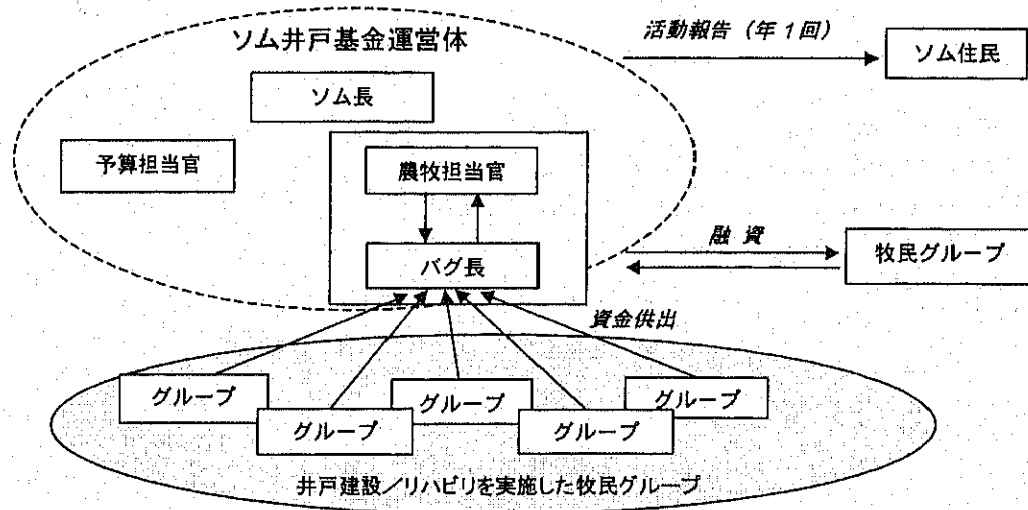 ソム井戸基金運営体
活動報告（年1回）
ソム住民
ソム長
予算担当官
農牧担当官
融 資
バグ長
牧民グループ
資金供出
グループ
グループ
グループ
グループ
グループ
井戸建設／リハビリを実施した牧民グループ